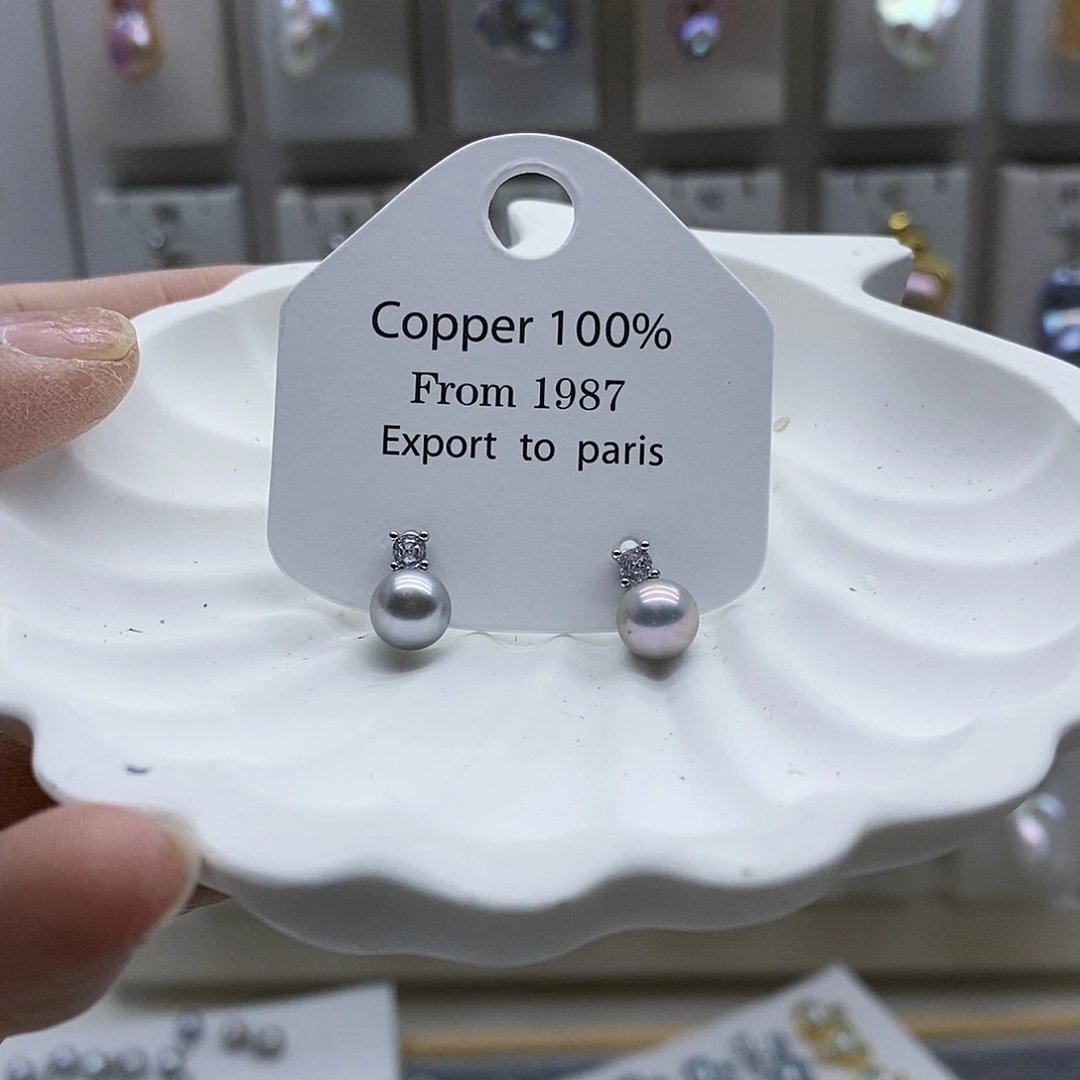 Copper 100%
From 1987
Export to paris